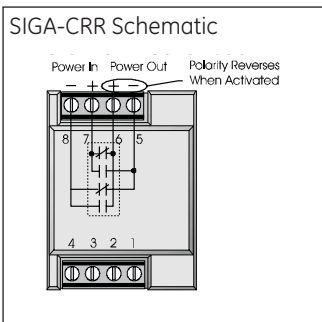 SIGA-CRR Schematic
Power In Power Out Polarity Reverses
When Activated
– + + –
8 7 6 5
4 3 2 1